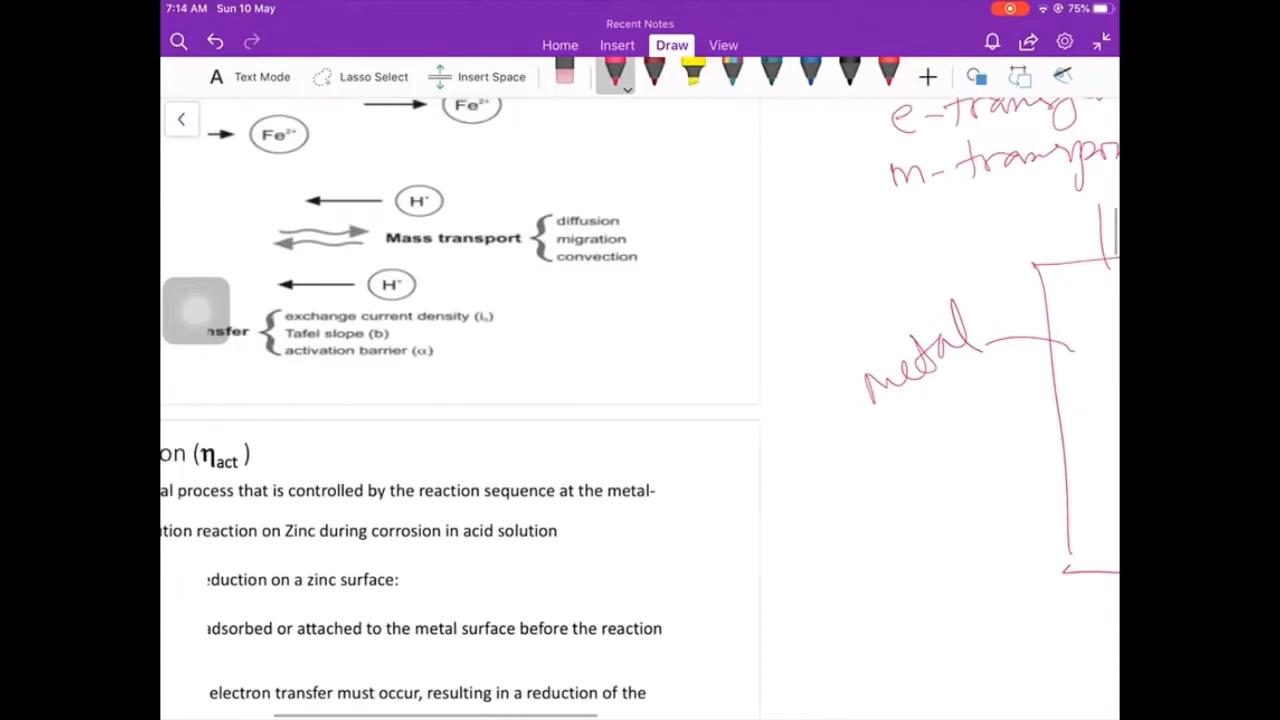 7:14 AM Sun 10 May
75%
Recent Notes
Home Insert Draw View
A Text Mode Lasso Select Insert Space
Fe²⁺
Fe²⁺
H⁺
Mass transport
diffusion
migration
convection
H⁺
nsfer
exchange current density (iₒ)
Tafel slope (b)
activation barrier (α)
on (ηact )
al process that is controlled by the reaction sequence at the metal-
tion reaction on Zinc during corrosion in acid solution
eduction on a zinc surface:
adsorbed or attached to the metal surface before the reaction
electron transfer must occur, resulting in a reduction of the
m-transpor
metal